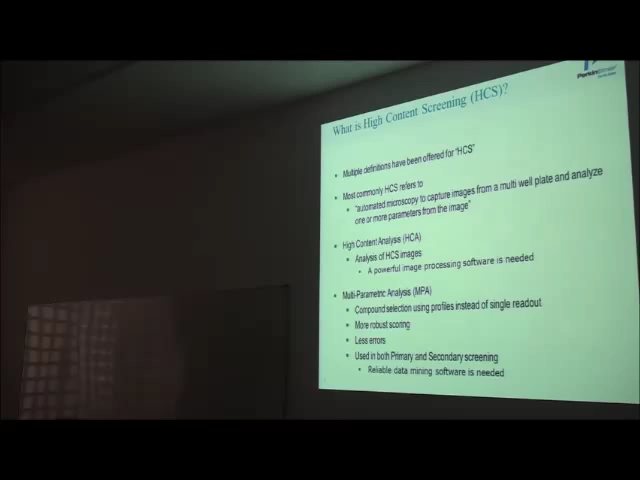 PerkinElmer
What is High Content Screening (HCS)?
• Multiple definitions have been offered for "HCS"
• Most commonly HCS refers to
• "automated microscopy to capture images from a multi well plate and analyze
one or more parameters from the image"
• High Content Analysis (HCA)
• Analysis of HCS images
• A powerful image processing software is needed
• Multi-Parametric Analysis (MPA)
• Compound selection using profiles instead of single readout
• More robust scoring
• Less errors
• Used in both Primary and Secondary screening
• Reliable data mining software is needed